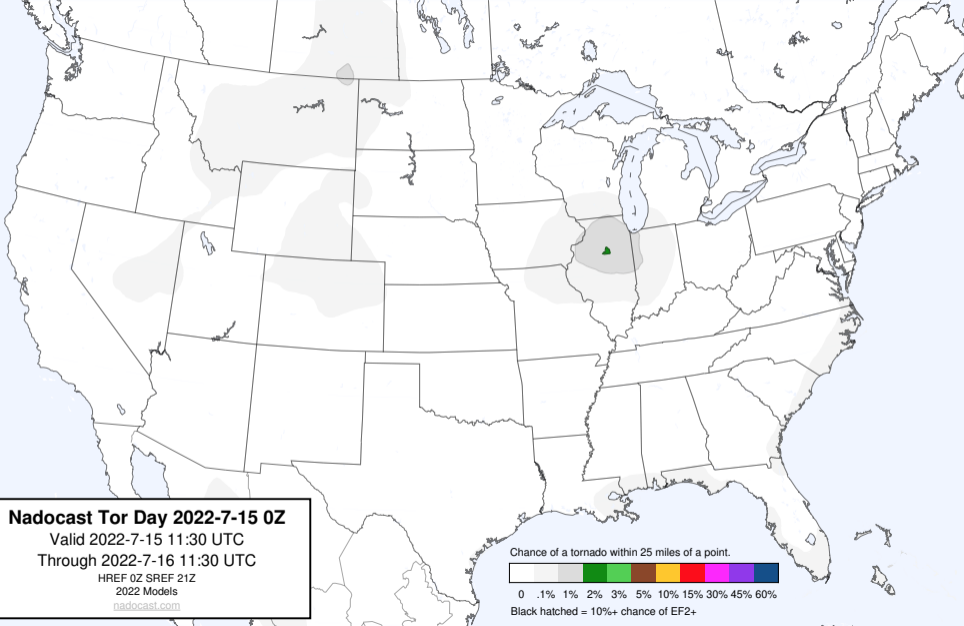 Nadocast Tor Day 2022-7-15 0Z
Valid 2022-7-15 11:30 UTC
Through 2022-7-16 11:30 UTC
HREF 0Z SREF 21Z
2022 Models
nadocast.com
Chance of a tornado within 25 miles of a point.
0 .1% 1% 2% 3% 5% 10% 15% 30% 45% 60%
Black hatched = 10%+ chance of EF2+